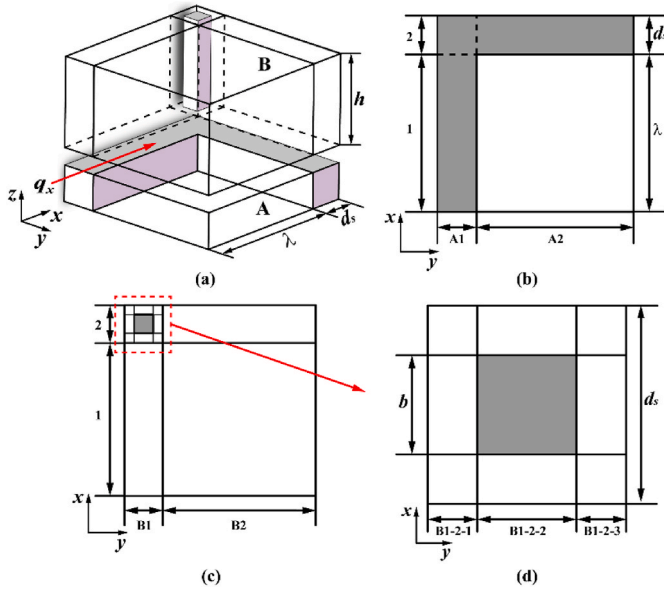 B
h
q_x
A
z
x
y
λ
d_s
(a)
2
d_s
1
λ
x
y
A1
A2
(b)
2
1
x
y
B1
B2
(c)
b
d_s
x
y
B1-2-1
B1-2-2
B1-2-3
(d)